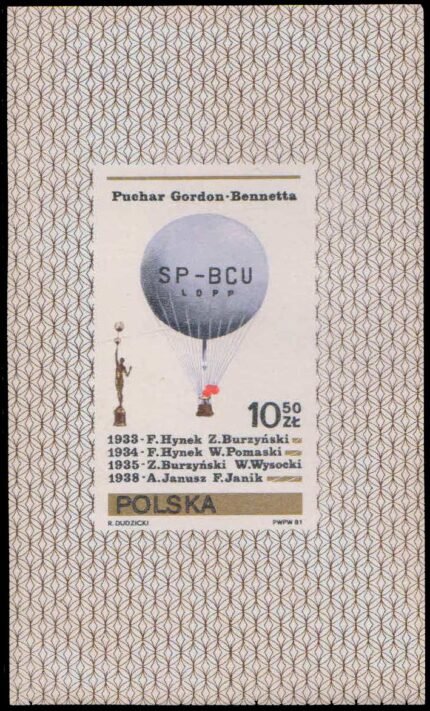 Puchar Gordon-Bennetta
SP-BCU
LOPP
10 50 ZŁ
1933-F.Hynek Z.Burzyński
1934-F.Hynek W.Pomaski
1935-Z.Burzyński W.Wysocki
1938-A.Janusz F.Janik
POLSKA
R. DUDZICKI PWPW 81